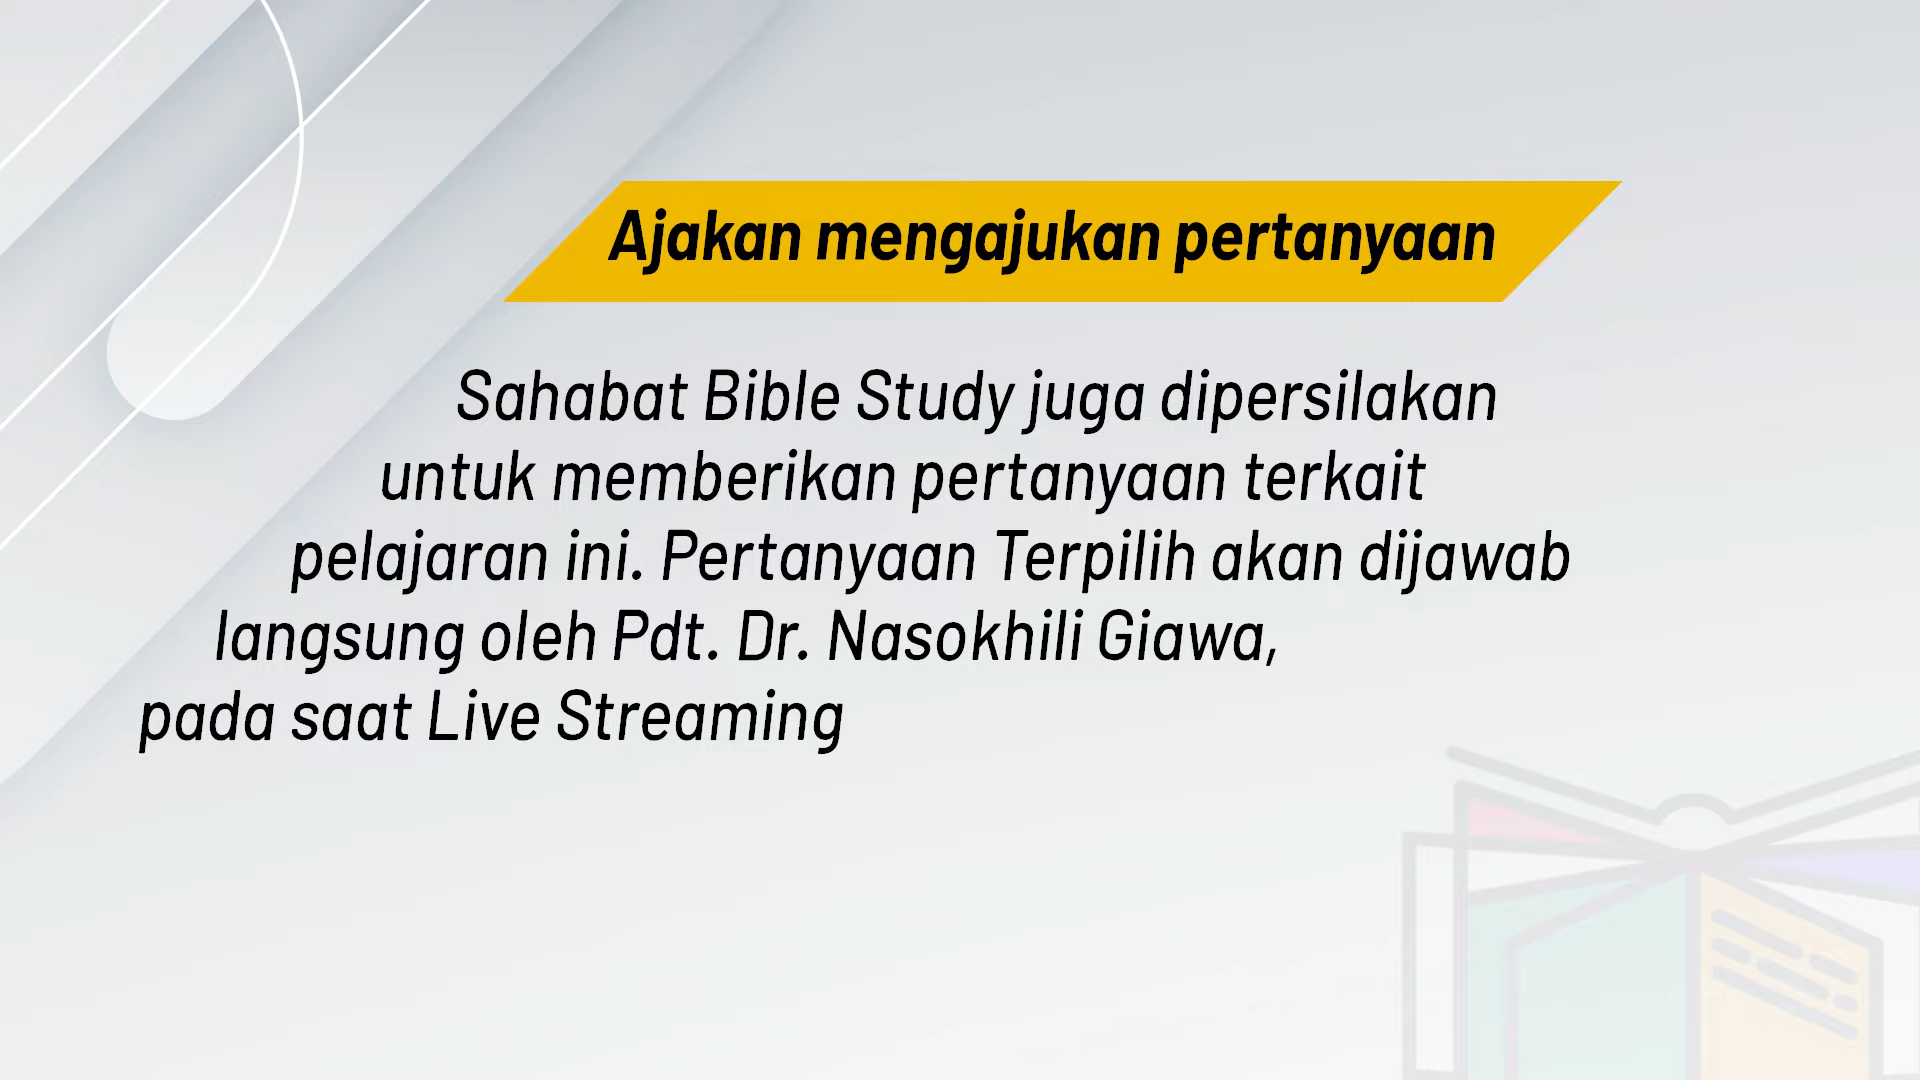 Ajakan mengajukan pertanyaan
Sahabat Bible Study juga dipersilakan
untuk memberikan pertanyaan terkait
pelajaran ini. Pertanyaan Terpilih akan dijawab
langsung oleh Pdt. Dr. Nasokhili Giawa,
pada saat Live Streaming